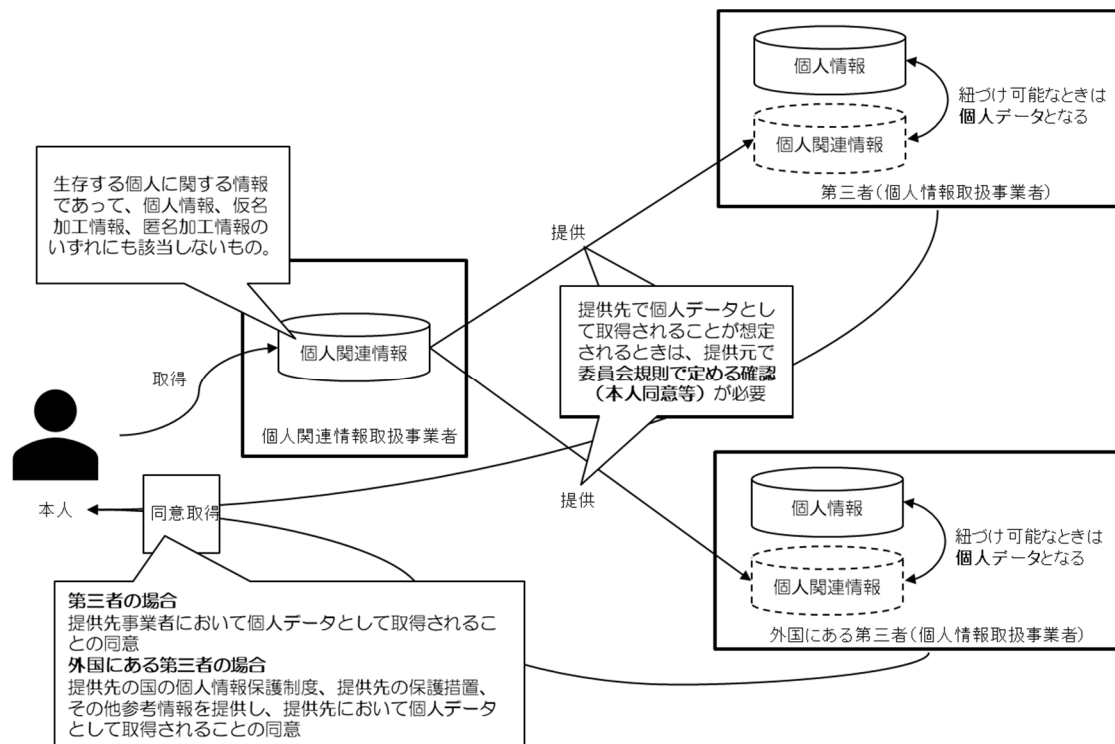 個人情報
個人関連情報
紐づけ可能なときは
個人データとなる
第三者(個人情報取扱事業者)
生存する個人に関する情報
であって、個人情報、仮名
加工情報、匿名加工情報の
いずれにも該当しないもの。
提供
個人関連情報
取得
個人関連情報取扱事業者
提供先で個人データとし
て取得されることが想定
されるときは、提供元で
委員会規則で定める確認
(本人同意等)が必要
提供
本人
同意取得
個人情報
個人関連情報
紐づけ可能なときは
個人データとなる
外国にある第三者(個人情報取扱事業者)
第三者の場合
提供先事業者において個人データとして取得されるこ
との同意
外国にある第三者の場合
提供先の国の個人情報保護制度、提供先の保護措置、
その他参考情報を提供し、提供先において個人データ
として取得されることの同意